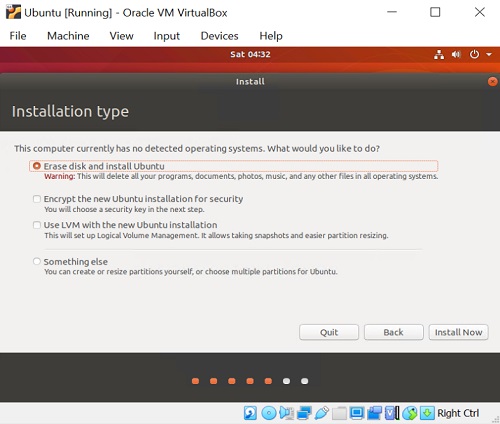 Ubuntu [Running] - Oracle VM VirtualBox
File Machine View Input Devices Help
Sat 04:32
Install
Installation type
This computer currently has no detected operating systems. What would you like to do?
Erase disk and install Ubuntu
Warning: This will delete all your programs, documents, photos, music, and any other files in all operating systems.
Encrypt the new Ubuntu installation for security
You will choose a security key in the next step.
Use LVM with the new Ubuntu installation
This will set up Logical Volume Management. It allows taking snapshots and easier partition resizing.
Something else
You can create or resize partitions yourself, or choose multiple partitions for Ubuntu.
Quit Back Install Now
Right Ctrl